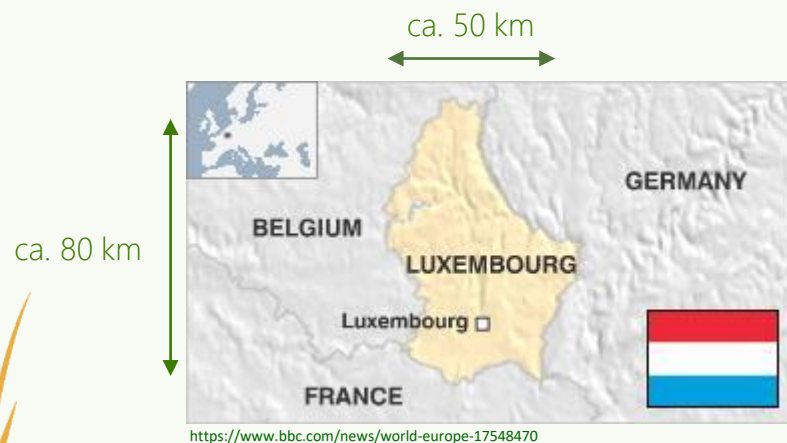 ca. 50 km
GERMANY
BELGIUM
ca. 80 km
LUXEMBOURG
Luxembourg
FRANCE
https://www.bbc.com/news/world-europe-17548470